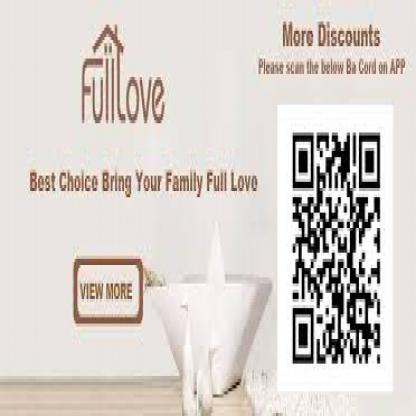 FullLove
Best Choice Bring Your Family Full Love
VIEW MORE
More Discounts
Please scan the below Ba Cord on APP